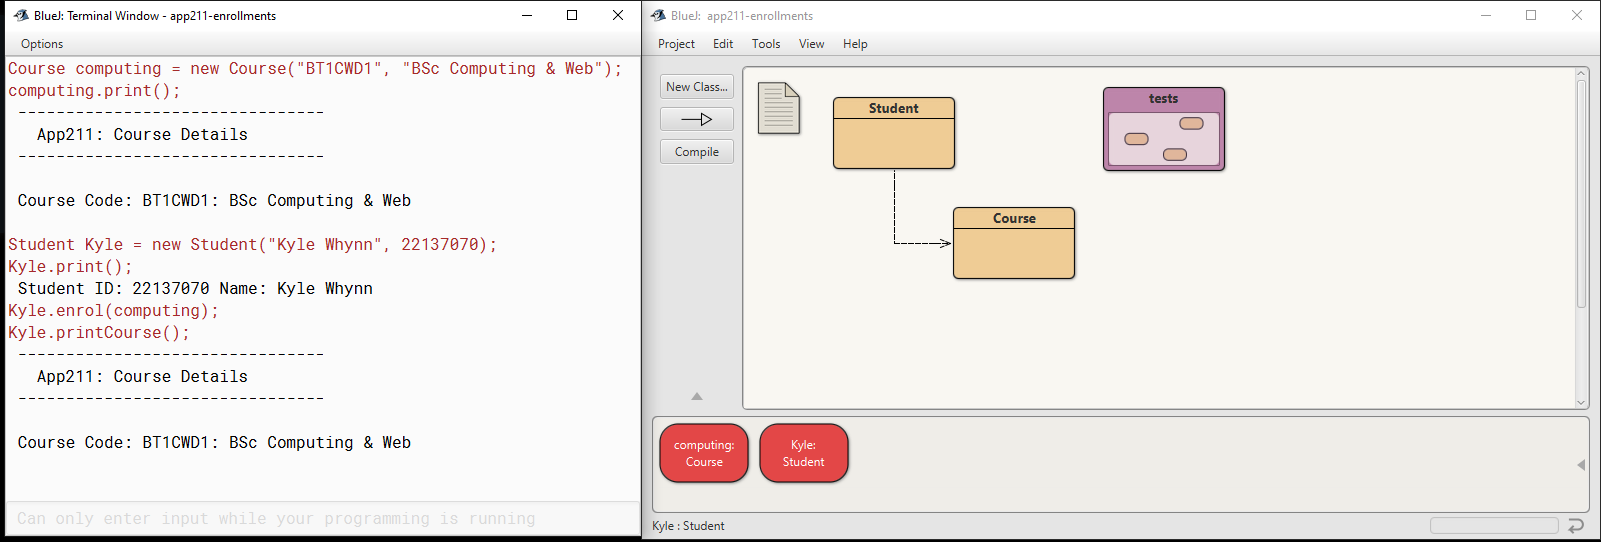 BlueJ: Terminal Window - app211-enrollments
Options
Course computing = new Course("BT1CWD1", "BSc Computing & Web");
computing.print();
--------------------------------
App211: Course Details
--------------------------------
Course Code: BT1CWD1: BSc Computing & Web
Student Kyle = new Student("Kyle Whynn", 22137070);
Kyle.print();
Student ID: 22137070 Name: Kyle Whynn
Kyle.enrol(computing);
Kyle.printCourse();
--------------------------------
App211: Course Details
--------------------------------
Course Code: BT1CWD1: BSc Computing & Web
Can only enter input while your programming is running
BlueJ: app211-enrollments
Project Edit Tools View Help
New Class...
Compile
Student
Course
tests
computing:
Course
Kyle:
Student
Kyle : Student